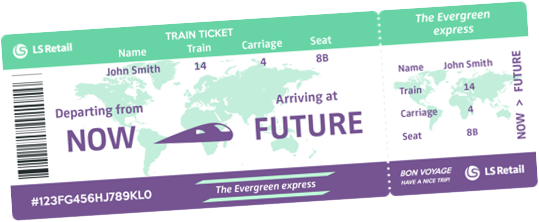 LS Retail
TRAIN TICKET
Name Train Carriage Seat
John Smith 14 4 8B
Departing from
NOW
Arriving at
FUTURE
#123FG456HJ789KL0
The Evergreen express
The Evergreen
express
Name John Smith
Train 14
Carriage 4
Seat 8B
NOW > FUTURE
BON VOYAGE
HAVE A NICE TRIP!
LS Retail